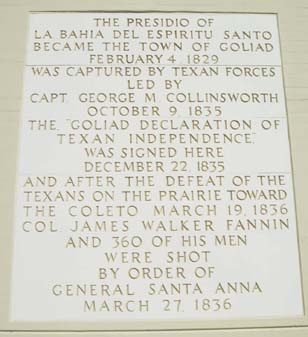 THE PRESIDIO OF
LA BAHIA DEL ESPIRITU SANTO
BECAME THE TOWN OF GOLIAD
FEBRUARY 4, 1829
WAS CAPTURED BY TEXAN FORCES
LED BY
CAPT. GEORGE M. COLLINSWORTH
OCTOBER 9, 1835
THE "GOLIAD DECLARATION OF
TEXAN INDEPENDENCE"
WAS SIGNED HERE
DECEMBER 22, 1835
AND AFTER THE DEFEAT OF THE
TEXANS ON THE PRAIRIE TOWARD
THE COLETO MARCH 19, 1836
COL. JAMES WALKER FANNIN
AND 360 OF HIS MEN
WERE SHOT
BY ORDER OF
GENERAL SANTA ANNA
MARCH 27, 1836